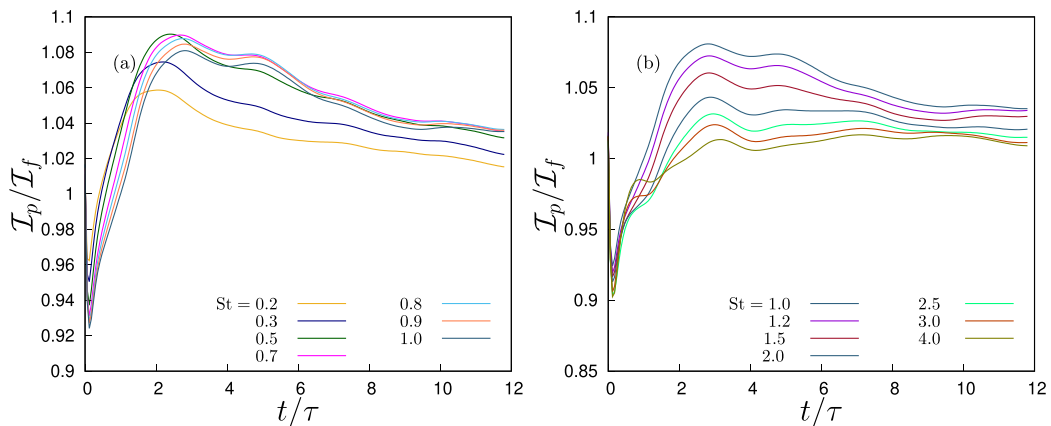 1.1
1.08
1.06
1.04
1.02
1
0.98
0.96
0.94
0.92
0.9
(a)
St = 0.2
0.3
0.5
0.7
0.8
0.9
1.0
0 2 4 6 8 10 12
t/τ
𝓘p/𝓘f
1.1
1.05
1
0.95
0.9
0.85
(b)
St = 1.0
1.2
1.5
2.0
2.5
3.0
4.0
0 2 4 6 8 10 12
t/τ
𝓘p/𝓘f